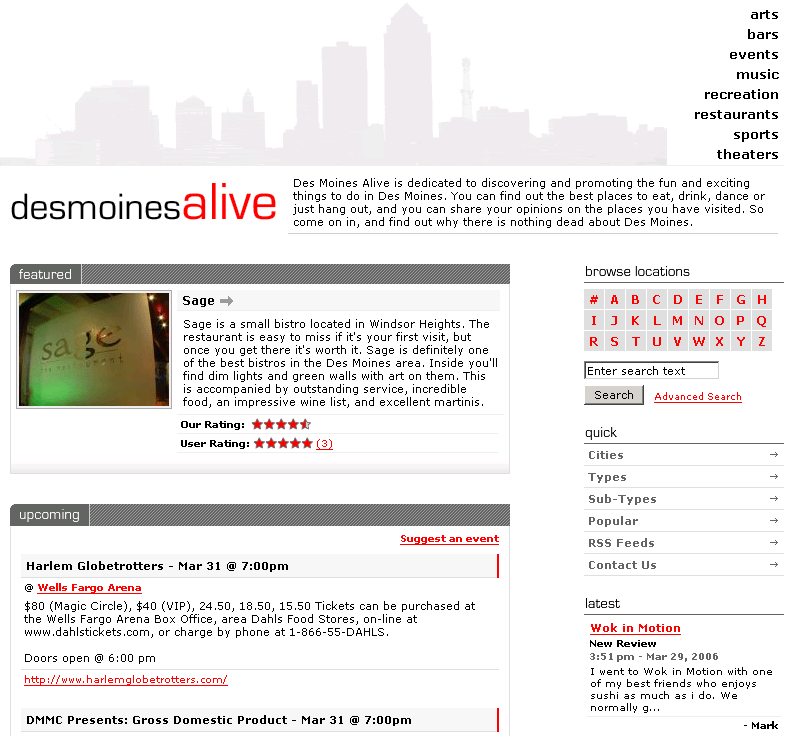 arts
bars
events
music
recreation
restaurants
sports
theaters
desmoinesalive
Des Moines Alive is dedicated to discovering and promoting the fun and exciting
things to do in Des Moines. You can find out the best places to eat, drink, dance or
just hang out, and you can share your opinions on the places you have visited. So
come on in, and find out why there is nothing dead about Des Moines.
featured
sage
the restaurant
Sage
Sage is a small bistro located in Windsor Heights. The
restaurant is easy to miss if it's your first visit, but
once you get there it's worth it. Sage is definitely one
of the best bistros in the Des Moines area. Inside you'll
find dim lights and green walls with art on them. This
is accompanied by outstanding service, incredible
food, an impressive wine list, and excellent martinis.
Our Rating:
User Rating: (3)
upcoming
Suggest an event
Harlem Globetrotters - Mar 31 @ 7:00pm
@ Wells Fargo Arena
$80 (Magic Circle), $40 (VIP), 24.50, 18.50, 15.50 Tickets can be purchased at
the Wells Fargo Arena Box Office, area Dahls Food Stores, on-line at
www.dahlstickets.com, or charge by phone at 1-866-55-DAHLS.
Doors open @ 6:00 pm
http://www.harlemglobetrotters.com/
DMMC Presents: Gross Domestic Product - Mar 31 @ 7:00pm
browse locations
# A B C D E F G H
I J K L M N O P Q
R S T U V W X Y Z
Enter search text
Search Advanced Search
quick
Cities
Types
Sub-Types
Popular
RSS Feeds
Contact Us
latest
Wok in Motion
New Review
3:51 pm - Mar 29, 2006
I went to Wok in Motion with one
of my best friends who enjoys
sushi as much as i do. We
normally g...
- Mark